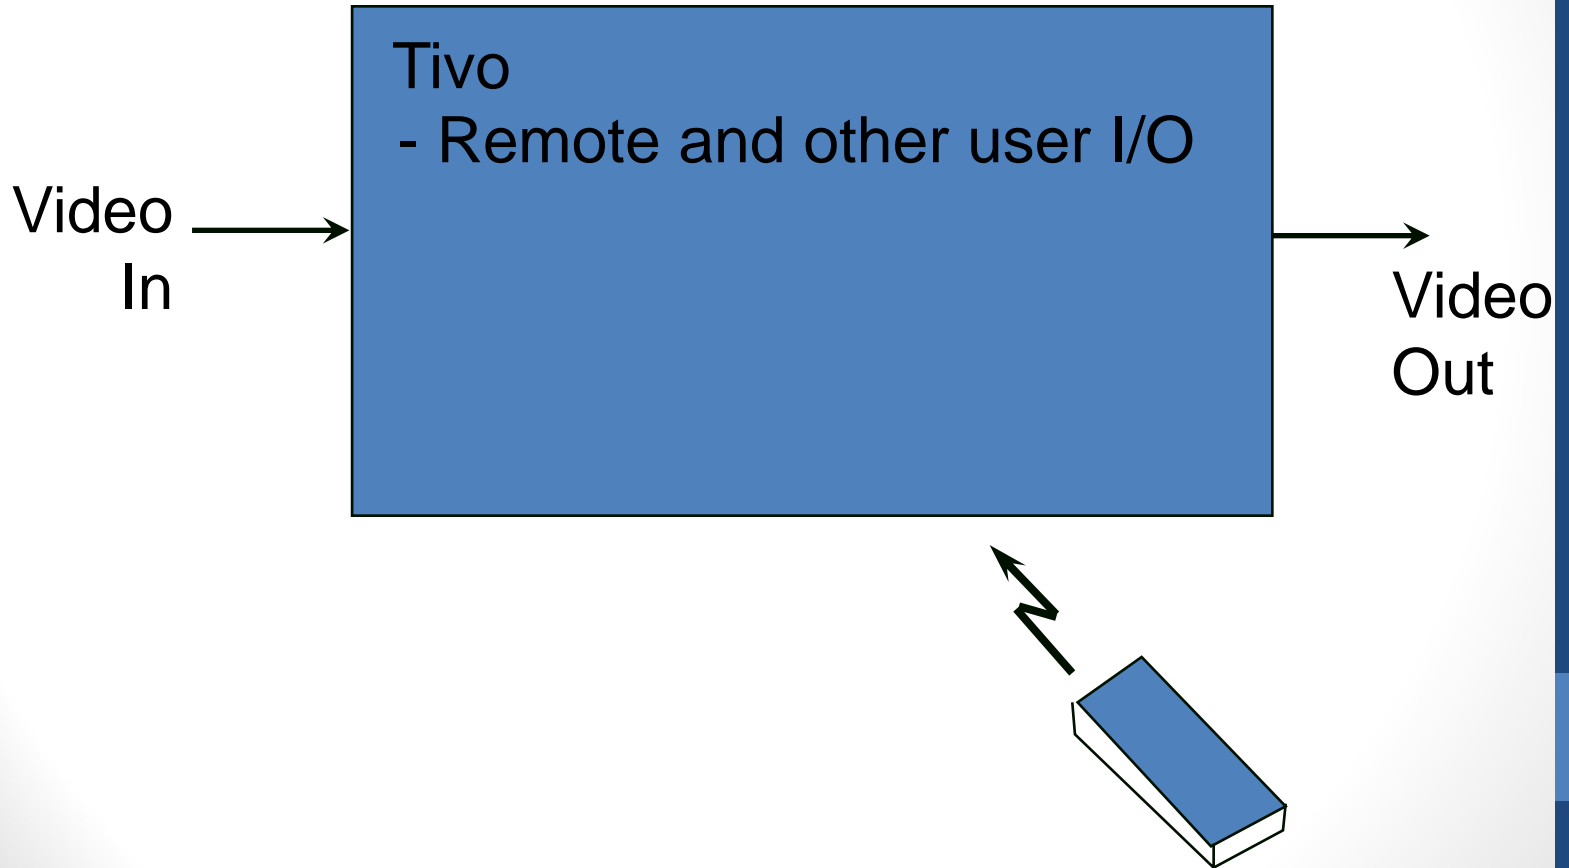 Tivo
- Remote and other user I/O
Video
In
Video
Out